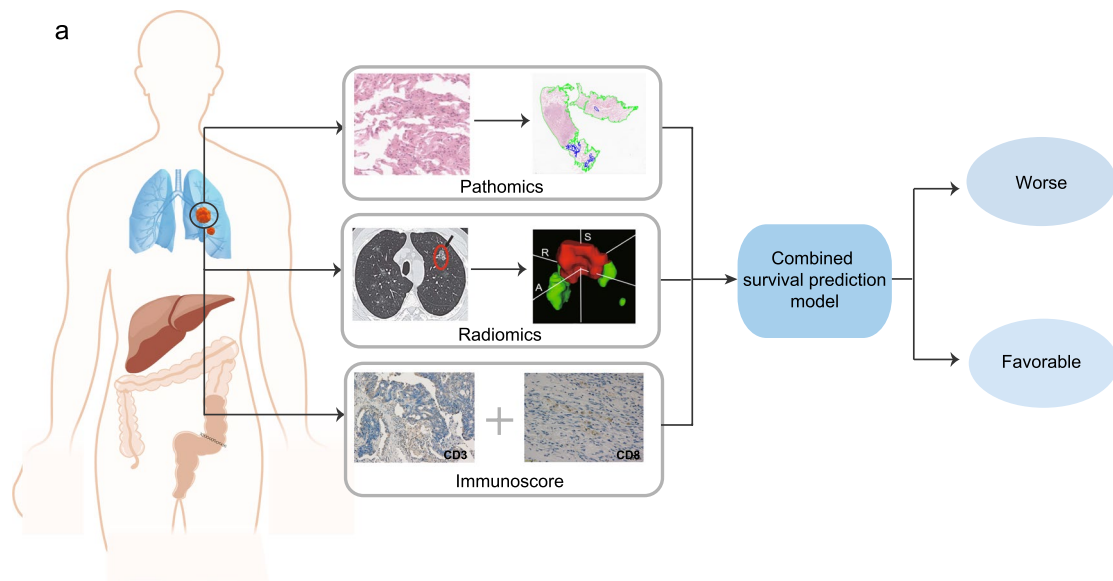 a
Pathomics
S
R
A
Radiomics
CD3
CD8
Immunoscore
Combined
survival prediction
model
Worse
Favorable